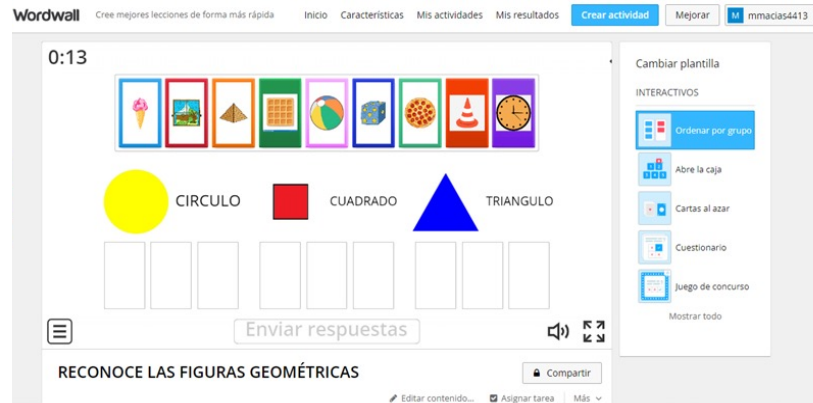 Wordwall Cree mejores lecciones de forma más rápida Inicio Características Mis actividades Mis resultados Crear actividad Mejorar M mmacias4413
0:13
Cambiar plantilla
INTERACTIVOS
Ordenar por grupo
Abre la caja
Cartas al azar
Cuestionario
Juego de concurso
Mostrar todo
CIRCULO CUADRADO TRIANGULO
Enviar respuestas
RECONOCE LAS FIGURAS GEOMÉTRICAS Compartir
Editar contenido... Asignar tarea Más